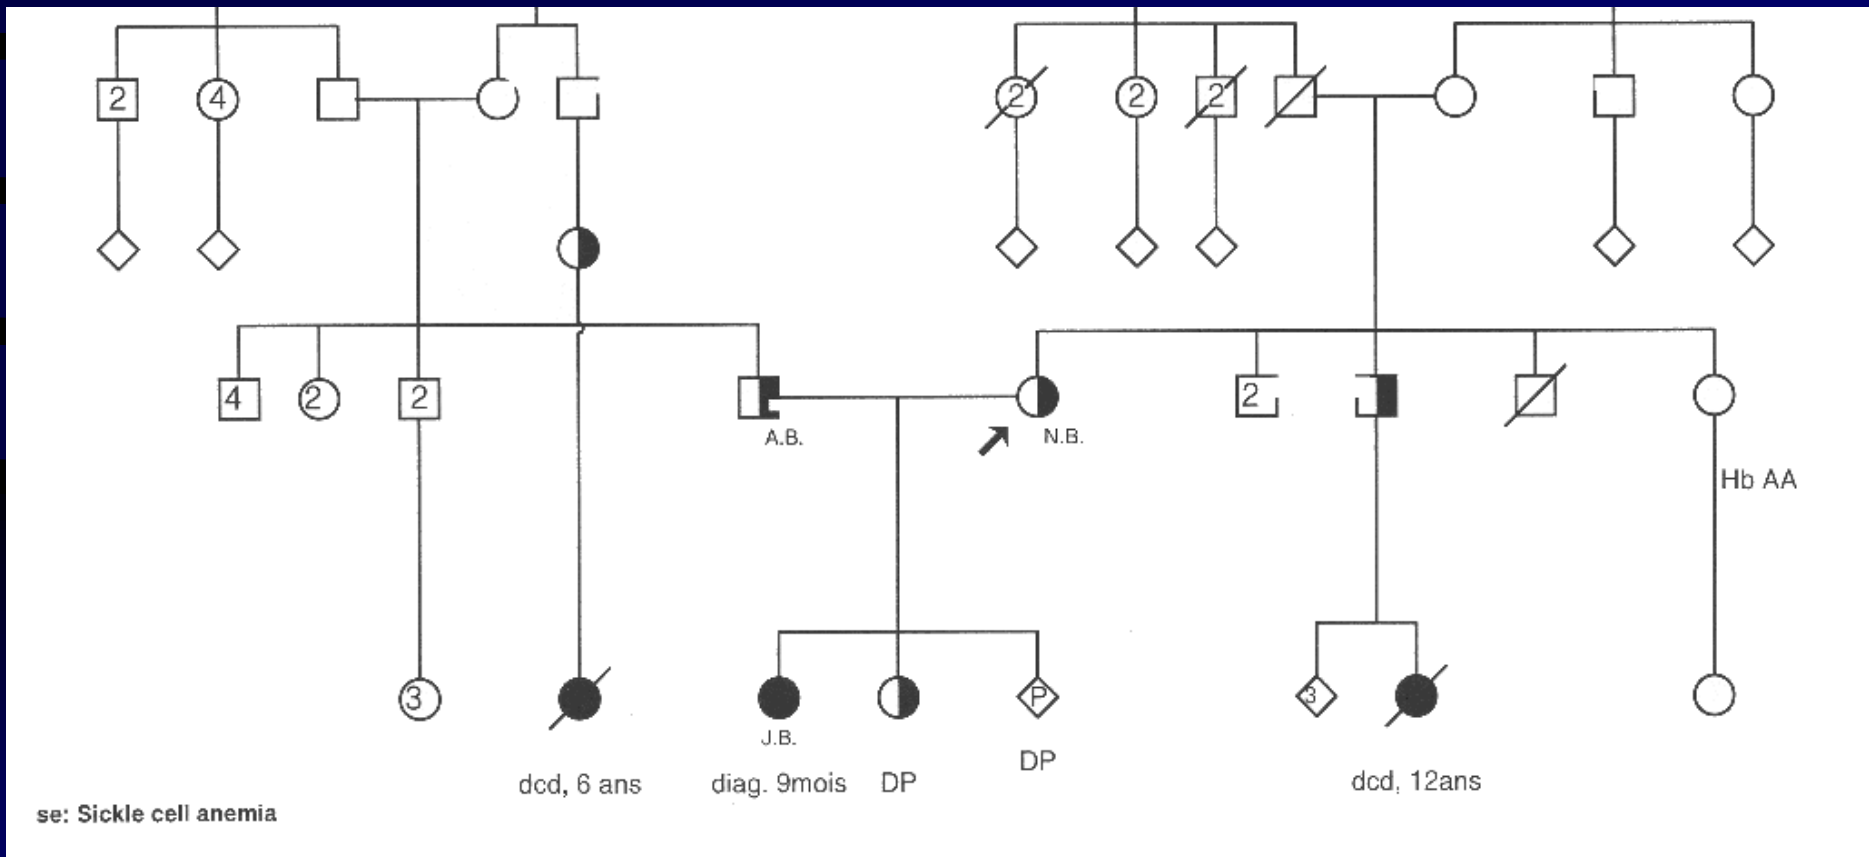 2 4 2 2 2
4 2 2 2
A.B. N.B.
Hb AA
3 P 3
J.B.
DP
dcd, 6 ans diag. 9mois DP dcd, 12ans
se: Sickle cell anemia